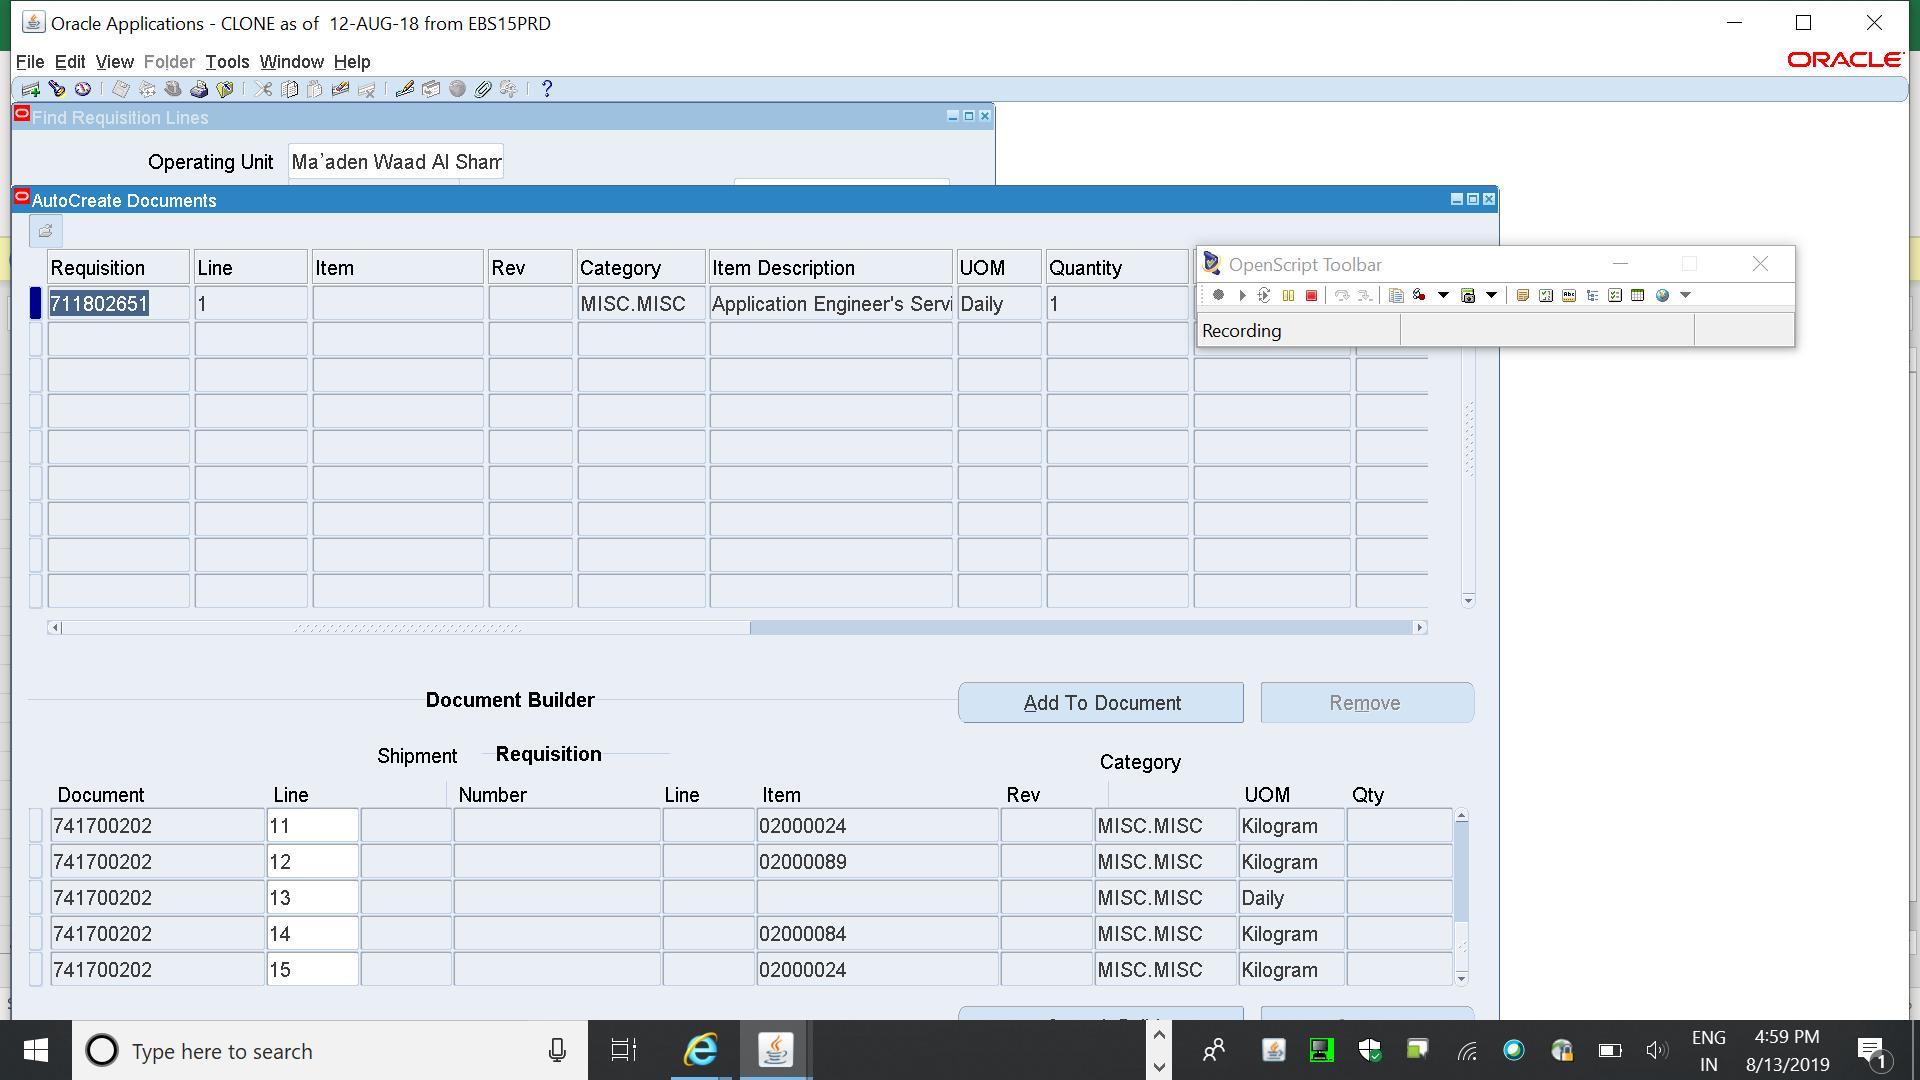 Oracle Applications - CLONE as of 12-AUG-18 from EBS15PRD
File Edit View Folder Tools Window Help
ORACLE
Find Requisition Lines
Operating Unit Ma'aden Waad Al Sham
AutoCreate Documents
Requisition Line Item Rev Category Item Description UOM Quantity
711802651 1 MISC.MISC Application Engineer's Servi Daily 1
OpenScript Toolbar
Recording
Document Builder
Add To Document Remove
Shipment Requisition
Category
Document Line Number Line Item Rev UOM Qty
741700202 11 02000024 MISC.MISC Kilogram
741700202 12 02000089 MISC.MISC Kilogram
741700202 13 MISC.MISC Daily
741700202 14 02000084 MISC.MISC Kilogram
741700202 15 02000024 MISC.MISC Kilogram
Type here to search
ENG
IN
4:59 PM
8/13/2019
1